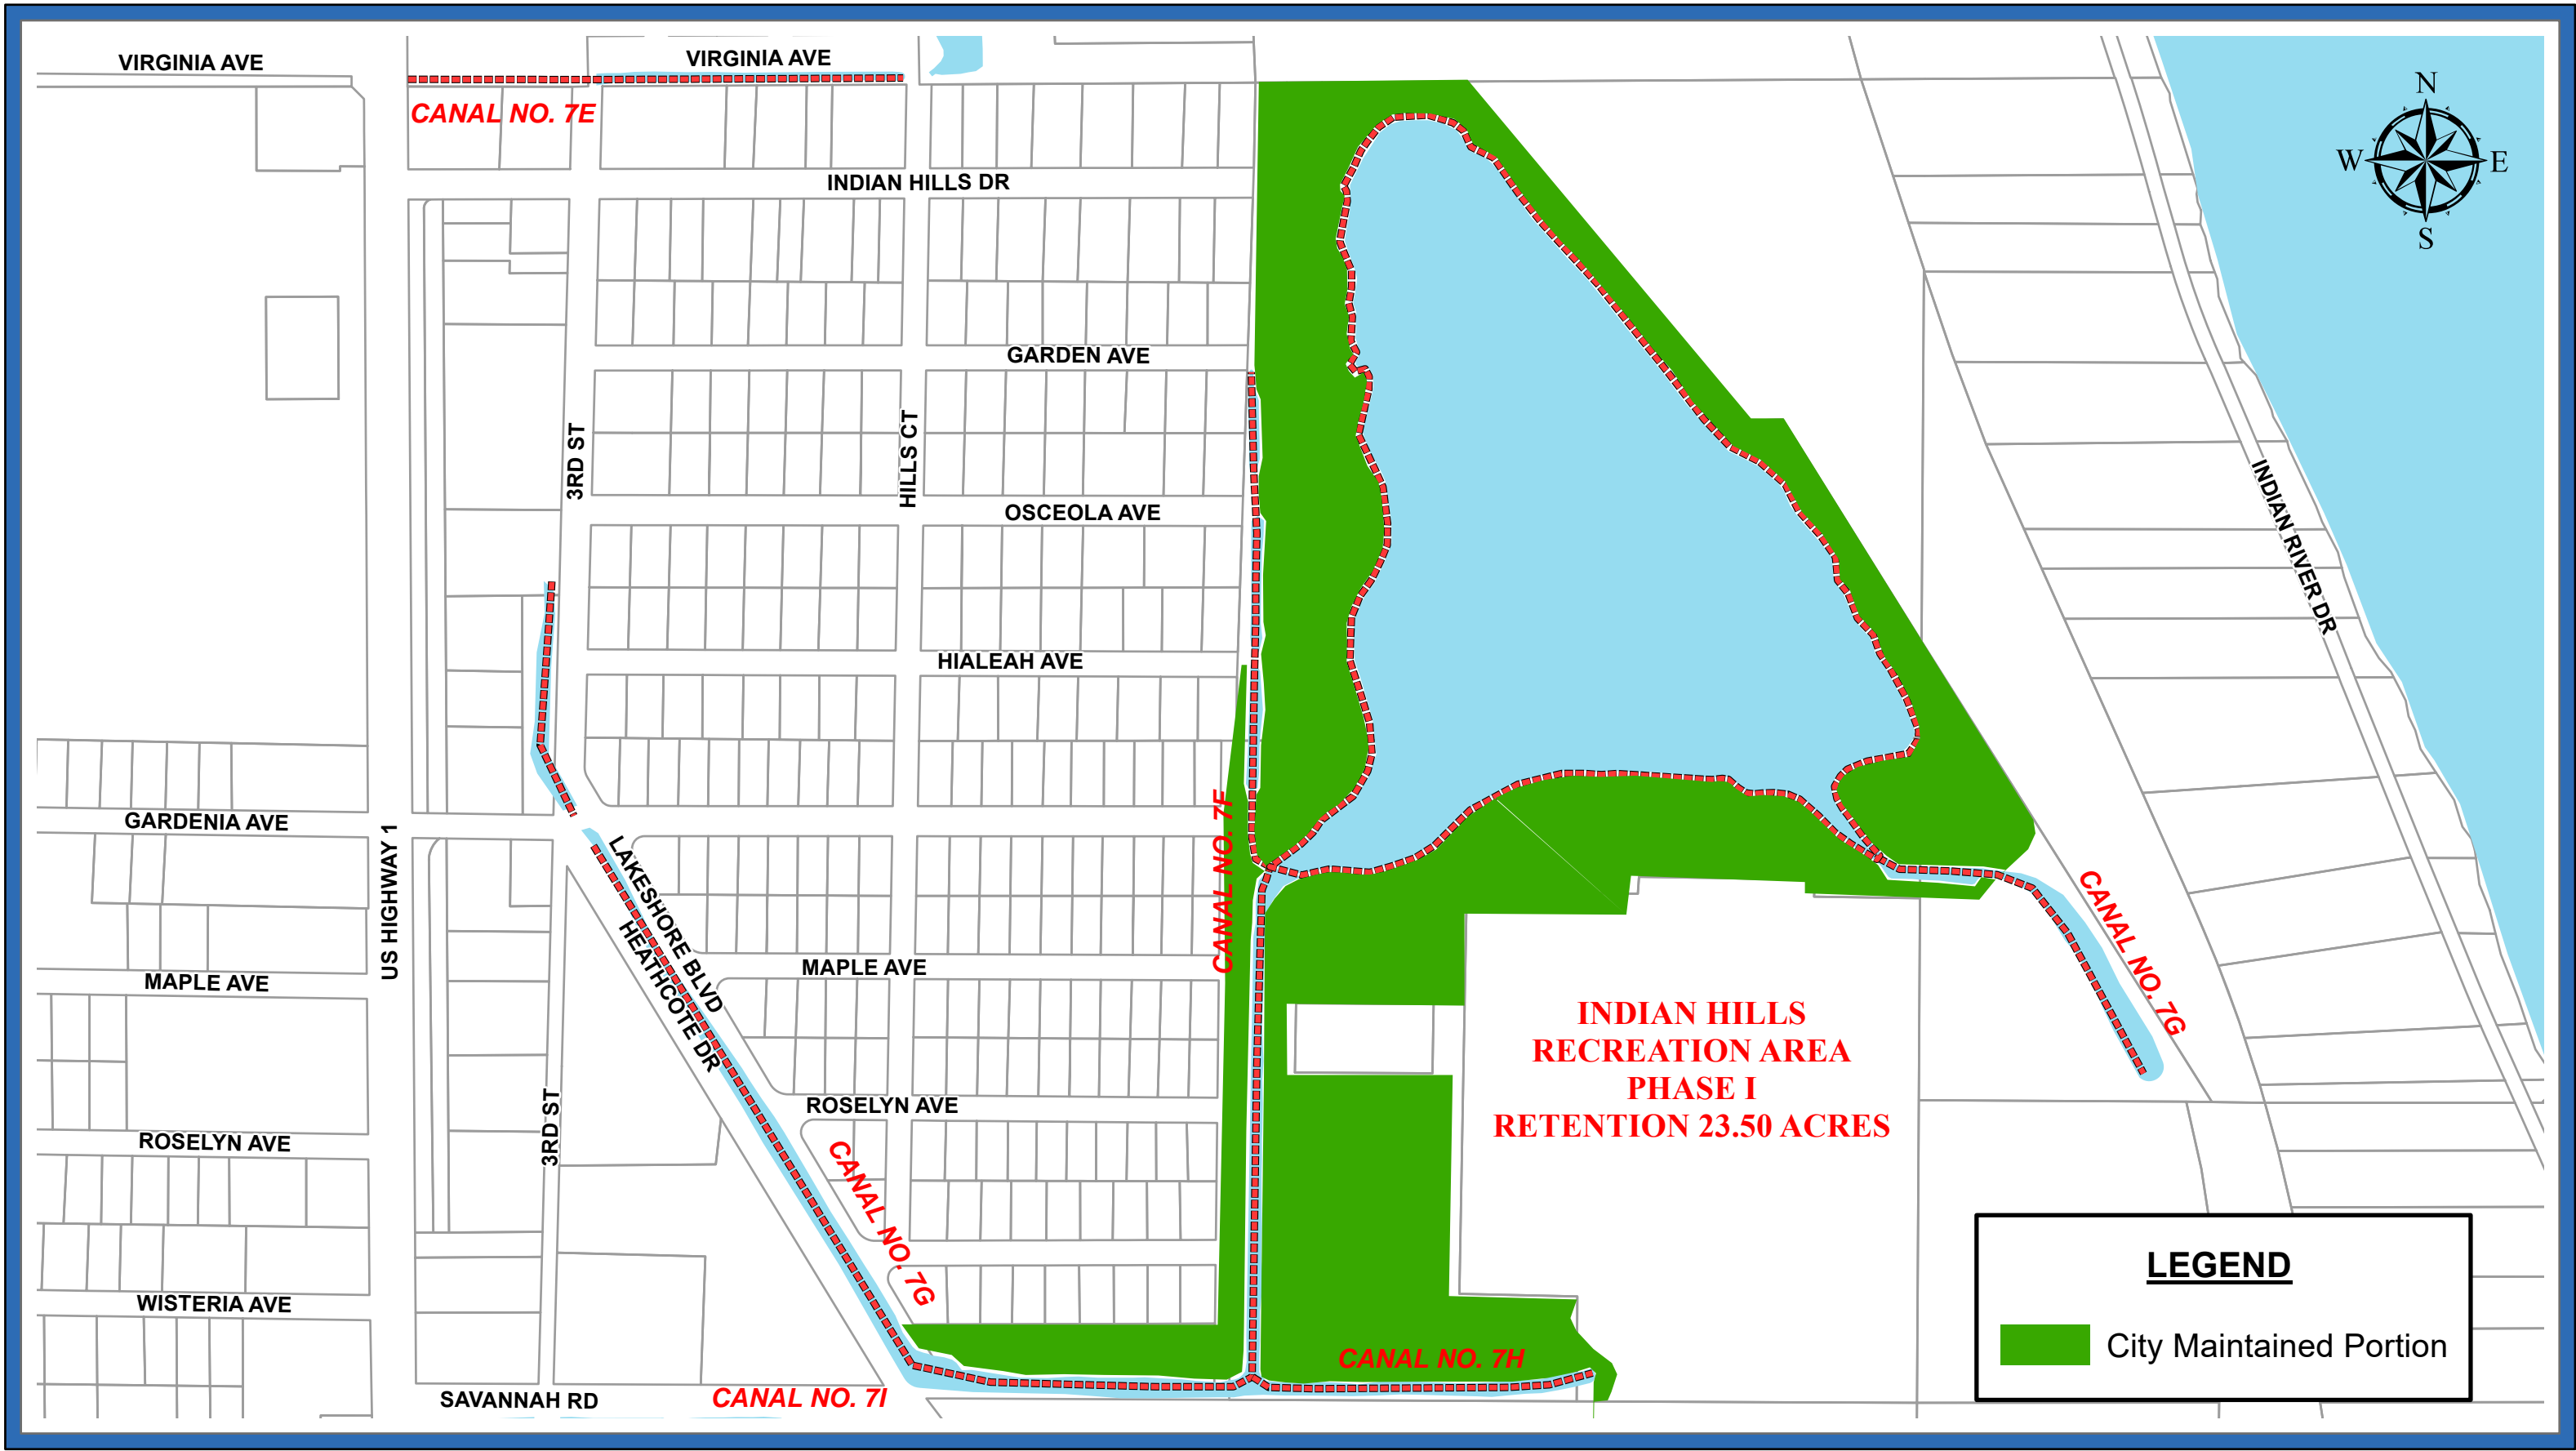 VIRGINIA AVE
VIRGINIA AVE
CANAL NO. 7E
N
W
E
S
INDIAN HILLS DR
GARDEN AVE
3RD ST
HILLS CT
OSCEOLA AVE
INDIAN RIVER DR
HIALEAH AVE
GARDENIA AVE
US HIGHWAY 1
LAKESHORE BLVD
HEATHCOTE DR
CANAL NO. 7F
CANAL NO. 7G
MAPLE AVE
MAPLE AVE
INDIAN HILLS
RECREATION AREA
PHASE I
RETENTION 23.50 ACRES
ROSELYN AVE
ROSELYN AVE
3RD ST
CANAL NO. 7G
WISTERIA AVE
CANAL NO. 7H
SAVANNAH RD
CANAL NO. 7I
LEGEND
City Maintained Portion